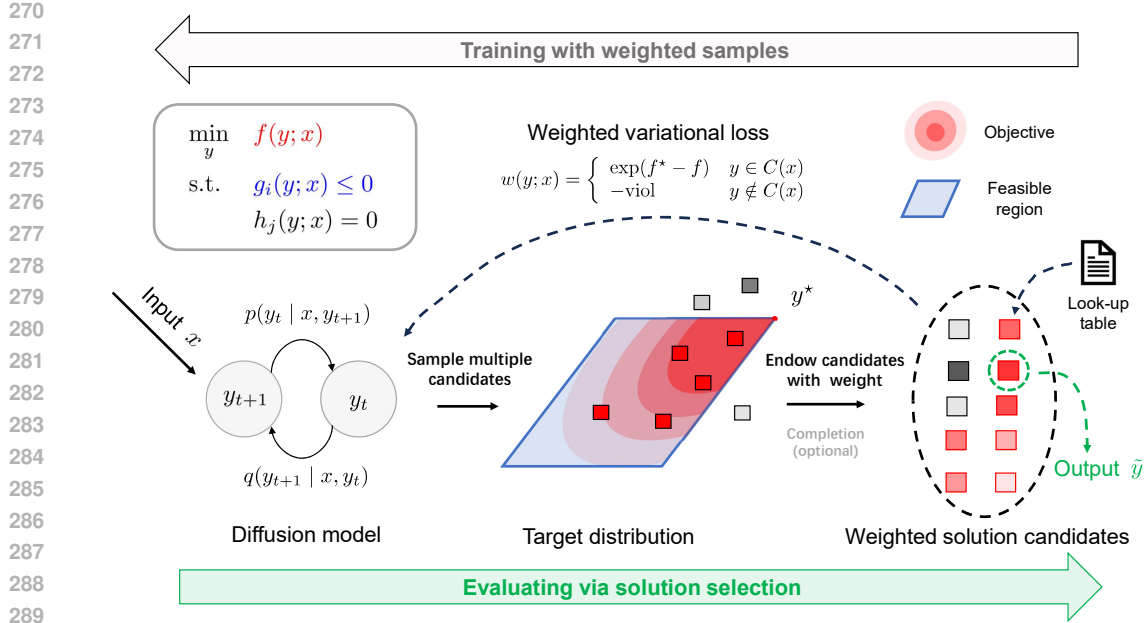 270
271
272
273
274
275
276
277
278
279
280
281
282
283
284
285
286
287
288
289
Training with weighted samples
min f(y; x)
y
s.t. g_i(y; x) ≤ 0
h_j(y; x) = 0
Weighted variational loss
w(y; x) = { exp(f⋆ − f) y ∈ C(x)
−viol y ∉ C(x)
Objective
Feasible
region
Look-up
table
Input x
p(y_t | x, y_{t+1})
y_{t+1}
y_t
q(y_{t+1} | x, y_t)
Diffusion model
Sample multiple
candidates
y⋆
Target distribution
Endow candidates
with weight
Completion
(optional)
Output ỹ
Weighted solution candidates
Evaluating via solution selection